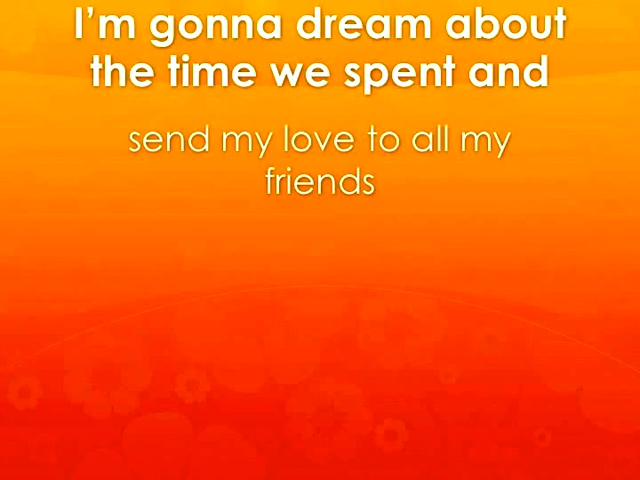 I’m gonna dream about
the time we spent and
send my love to all my
friends